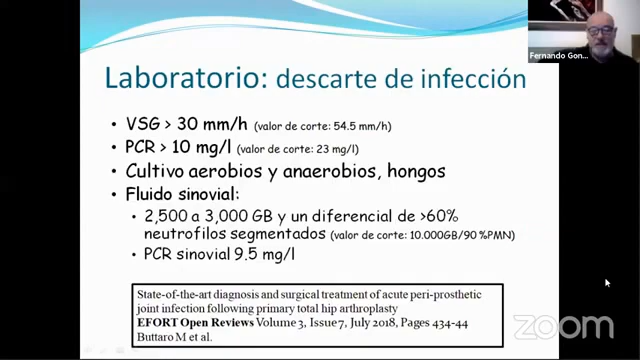 Fernando Gon...
Laboratorio: descarte de infección
• VSG > 30 mm/h (valor de corte: 54.5 mm/h)
• PCR > 10 mg/l (valor de corte: 23 mg/l)
• Cultivo aerobios y anaerobios, hongos
• Fluido sinovial:
• 2,500 a 3,000 GB y un diferencial de >60%
neutrofilos segmentados (valor de corte: 10.000GB/90 %PMN)
• PCR sinovial 9.5 mg/l
State-of-the-art diagnosis and surgical treatment of acute peri-prosthetic
joint infection following primary total hip arthroplasty
EFORT Open Reviews Volume 3, Issue 7, July 2018, Pages 434-44
Buttaro M et al.
zoom